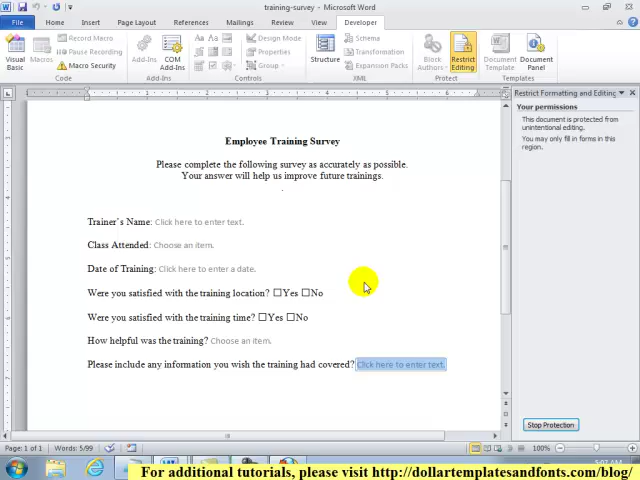 training-survey - Microsoft Word
File Home Insert Page Layout References Mailings Review View Developer
Visual Basic
Macros
Record Macro
Pause Recording
Macro Security
Code
Add-Ins
COM Add-Ins
Add-Ins
Aa Aa
Design Mode
Properties
Group
Controls
Structure
Schema
Transformation
Expansion Packs
XML
Block Authors
Restrict Editing
Protect
Document Template
Document Panel
Templates
Restrict Formatting and Editing
Your permissions
This document is protected from
unintentional editing.
You may only fill in forms in this
region.
Employee Training Survey
Please complete the following survey as accurately as possible.
Your answer will help us improve future trainings.
.
Trainer's Name: Click here to enter text.
Class Attended: Choose an item.
Date of Training: Click here to enter a date.
Were you satisfied with the training location? ☐Yes ☐No
Were you satisfied with the training time? ☐Yes ☐No
How helpful was the training? Choose an item.
Please include any information you wish the training had covered? Click here to enter text.
Stop Protection
Page: 1 of 1 Words: 5/99 100%
For additional tutorials, please visit http://dollartemplatesandfonts.com/blog/